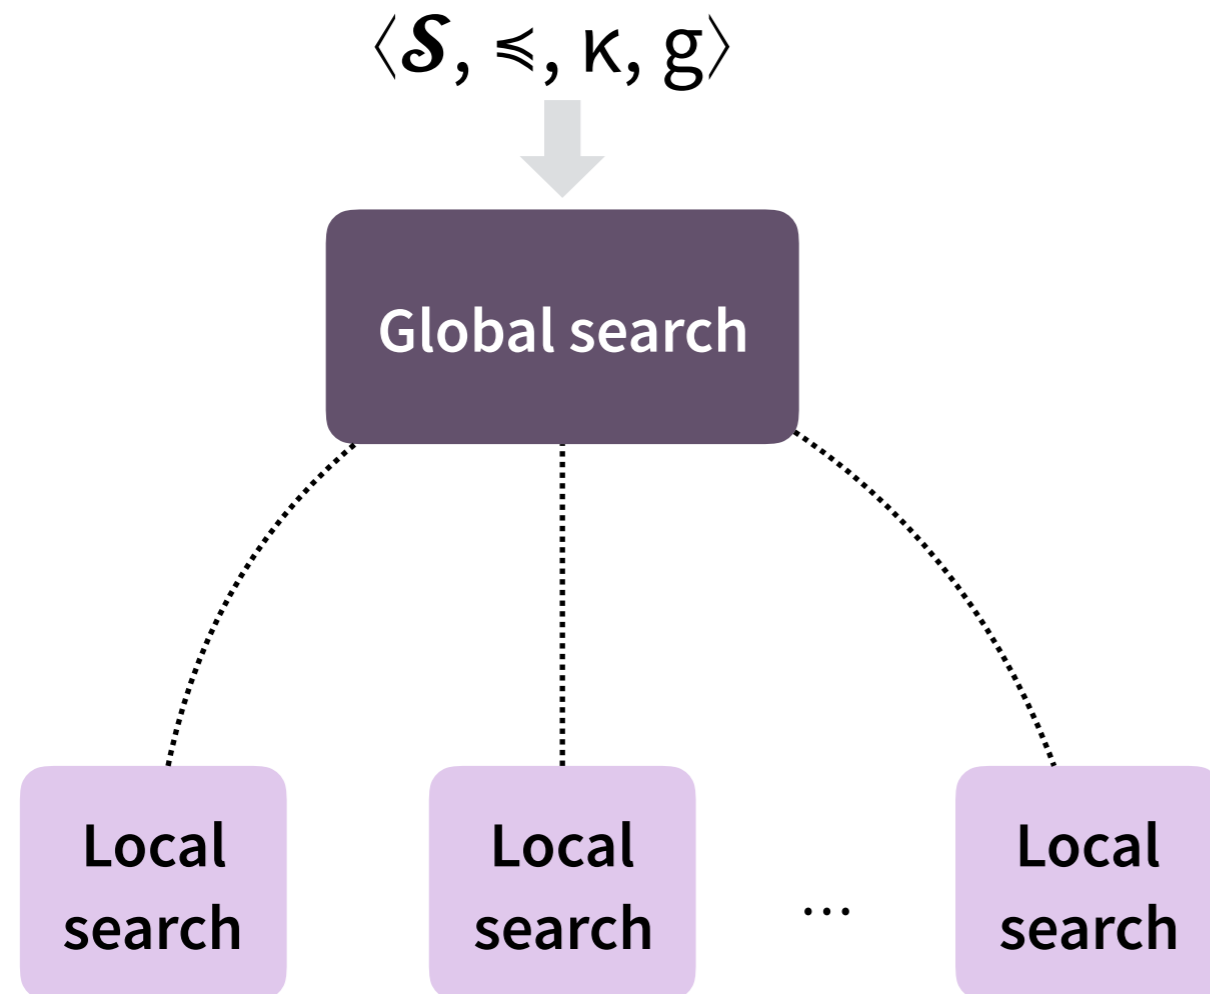 ⟨𝓢, ≼, κ, g⟩
Global search
Local
search
Local
search
...
Local
search